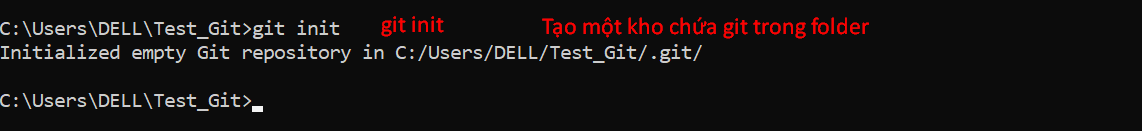 C:\Users\DELL\Test_Git>git init git init Tạo một kho chứa git trong folder
Initialized empty Git repository in C:/Users/DELL/Test_Git/.git/
C:\Users\DELL\Test_Git>